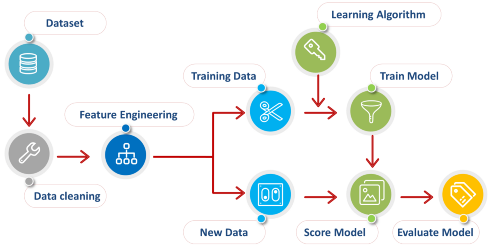 Dataset
Learning Algorithm
Training Data
Train Model
Feature Engineering
Data cleaning
New Data
Score Model
Evaluate Model